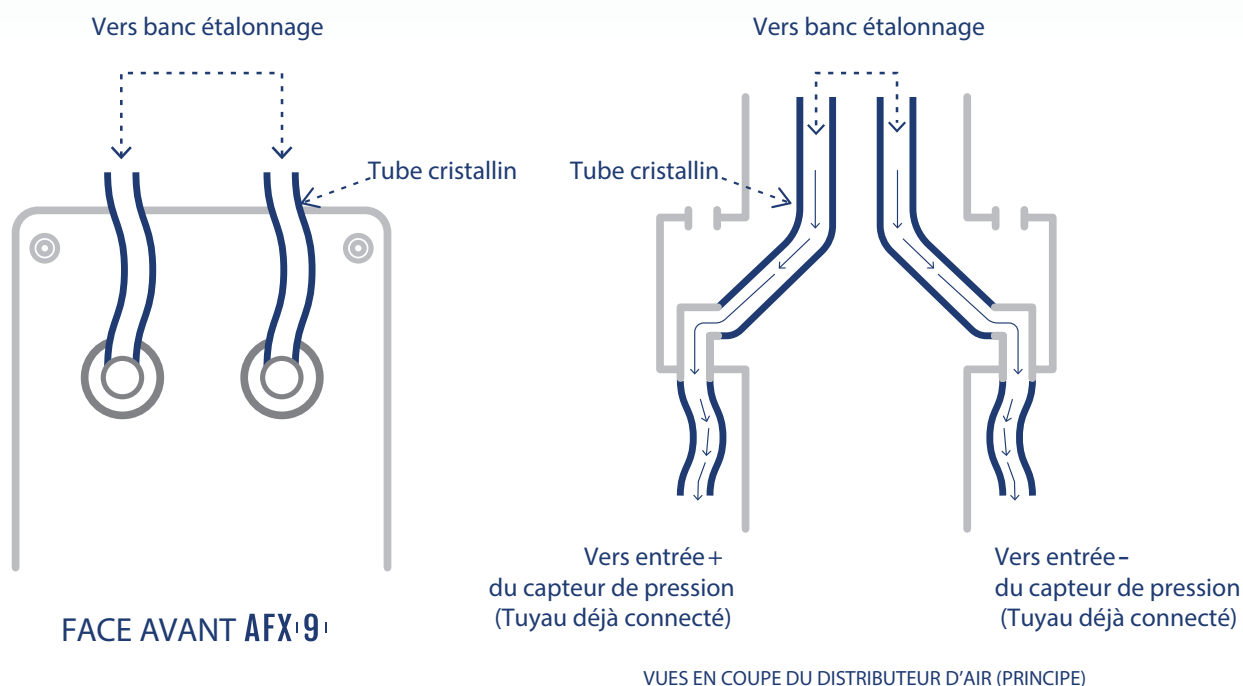 Vers banc étalonnage
Tube cristallin
FACE AVANT AFX 9
Vers banc étalonnage
Tube cristallin
Vers entrée +
du capteur de pression
(Tuyau déjà connecté)
Vers entrée -
du capteur de pression
(Tuyau déjà connecté)
VUES EN COUPE DU DISTRIBUTEUR D'AIR (PRINCIPE)